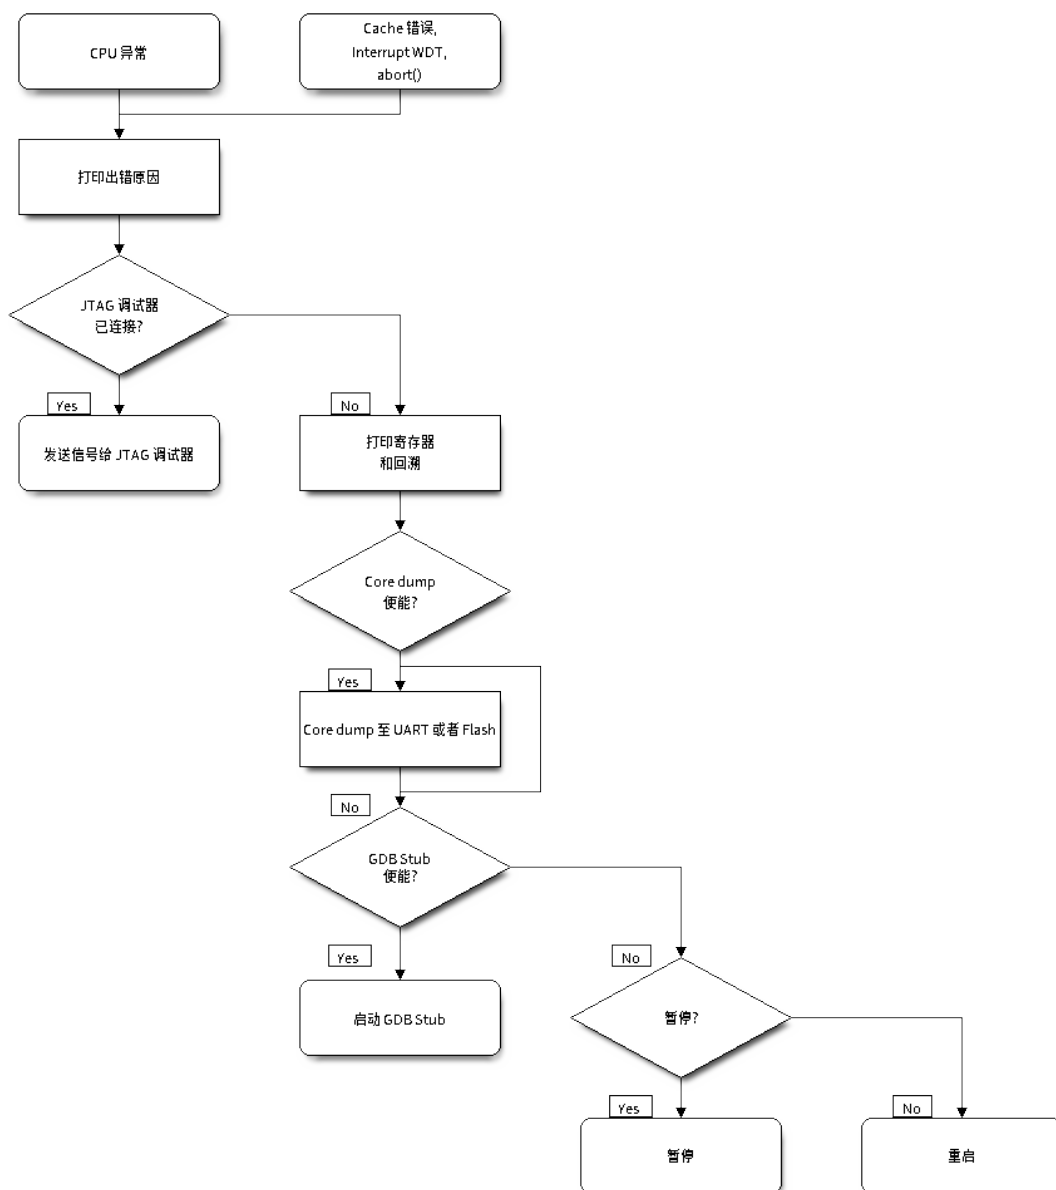 CPU 异常
Cache 错误,
Interrupt WDT,
abort()
打印出错原因
JTAG 调试器
已连接?
Yes
No
发送信号给 JTAG 调试器
打印寄存器
和回溯
Core dump
便能?
Yes
Core dump 至 UART 或者 Flash
No
GDB Stub
便能?
Yes
No
启动 GDB Stub
暂停?
Yes
No
暂停
重启